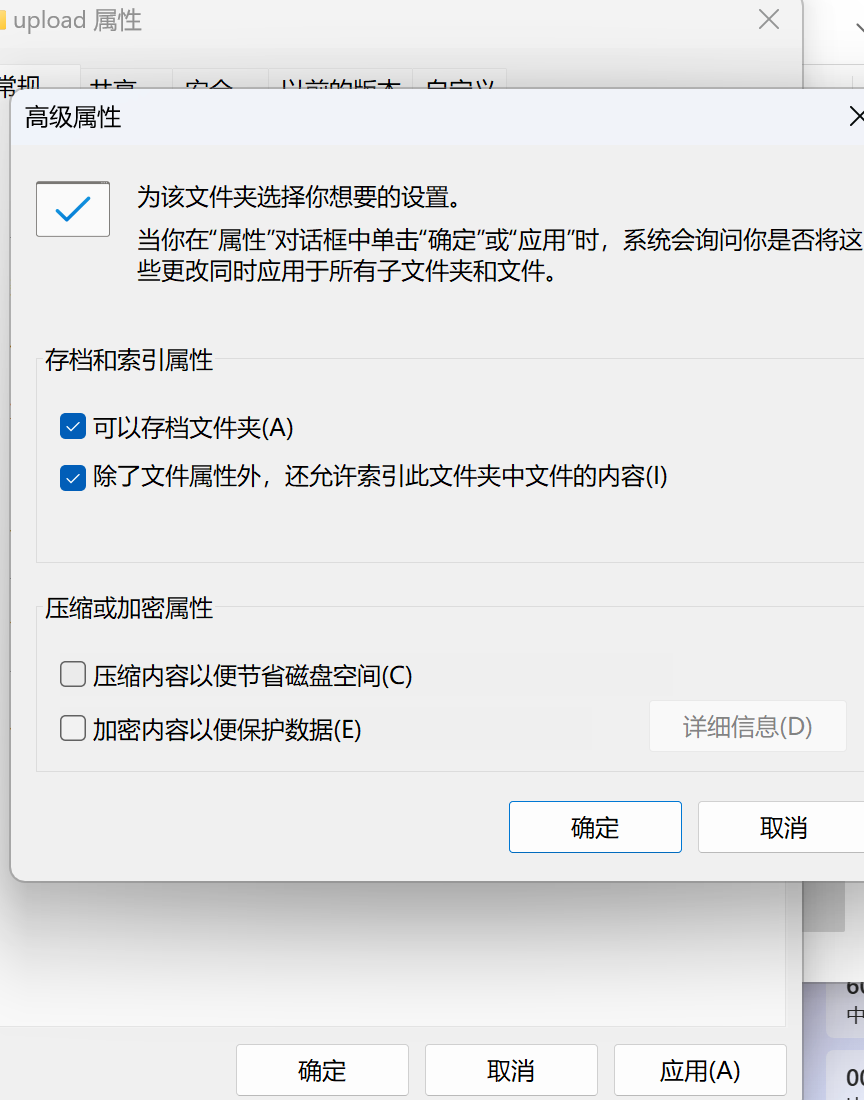 upload 属性
常规 共享 安全 以前的版本 自定义
高级属性
为该文件夹选择你想要的设置。
当你在“属性”对话框中单击“确定”或“应用”时，系统会询问你是否将这
些更改同时应用于所有子文件夹和文件。
存档和索引属性
可以存档文件夹(A)
除了文件属性外，还允许索引此文件夹中文件的内容(I)
压缩或加密属性
压缩内容以便节省磁盘空间(C)
加密内容以便保护数据(E)
详细信息(D)
确定 取消
中
确定 取消 应用(A)